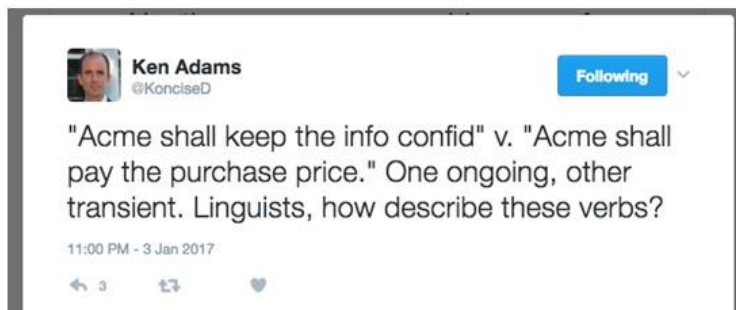 Ken Adams
@KonciseD
Following
"Acme shall keep the info confid" v. "Acme shall
pay the purchase price." One ongoing, other
transient. Linguists, how describe these verbs?
11:00 PM - 3 Jan 2017
3